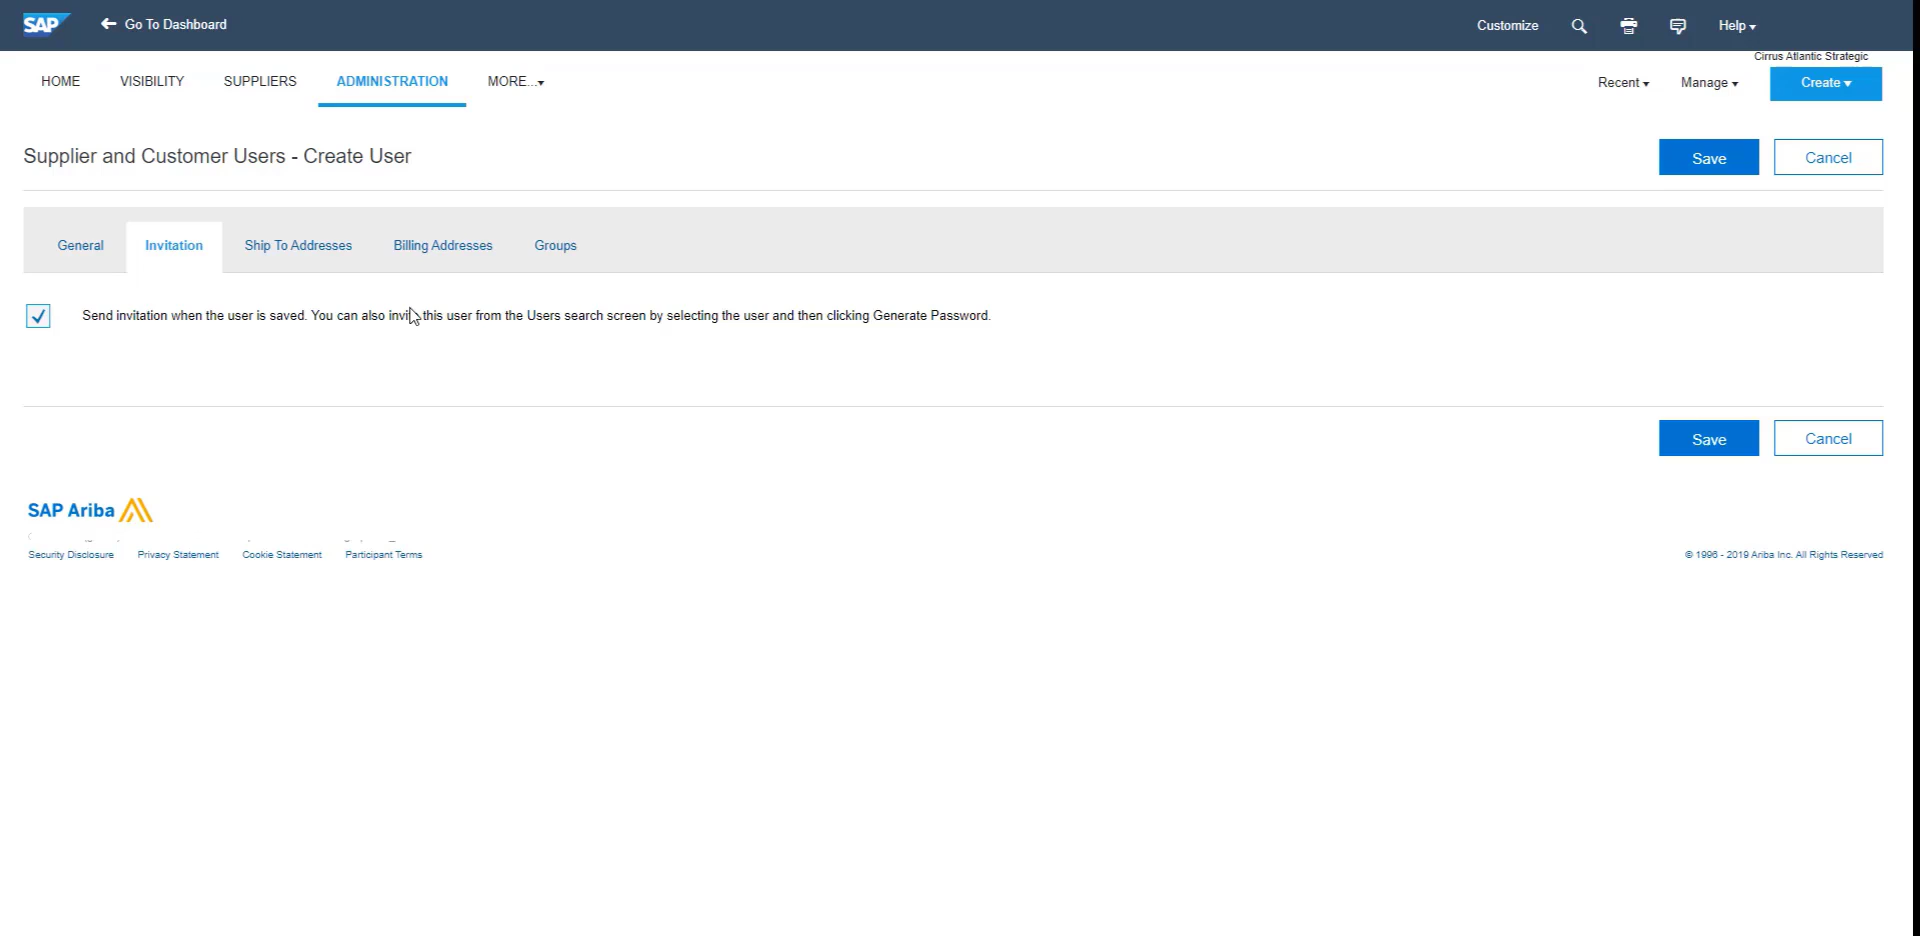 SAP
Go To Dashboard
Customize
Help
Cirrus Atlantic Strategic
HOME
VISIBILITY
SUPPLIERS
ADMINISTRATION
MORE...
Recent
Manage
Create
Supplier and Customer Users - Create User
Save
Cancel
General
Invitation
Ship To Addresses
Billing Addresses
Groups
Send invitation when the user is saved. You can also invite this user from the Users search screen by selecting the user and then clicking Generate Password.
Save
Cancel
SAP Ariba
Security Disclosure
Privacy Statement
Cookie Statement
Participant Terms
© 1996 - 2019 Ariba Inc. All Rights Reserved